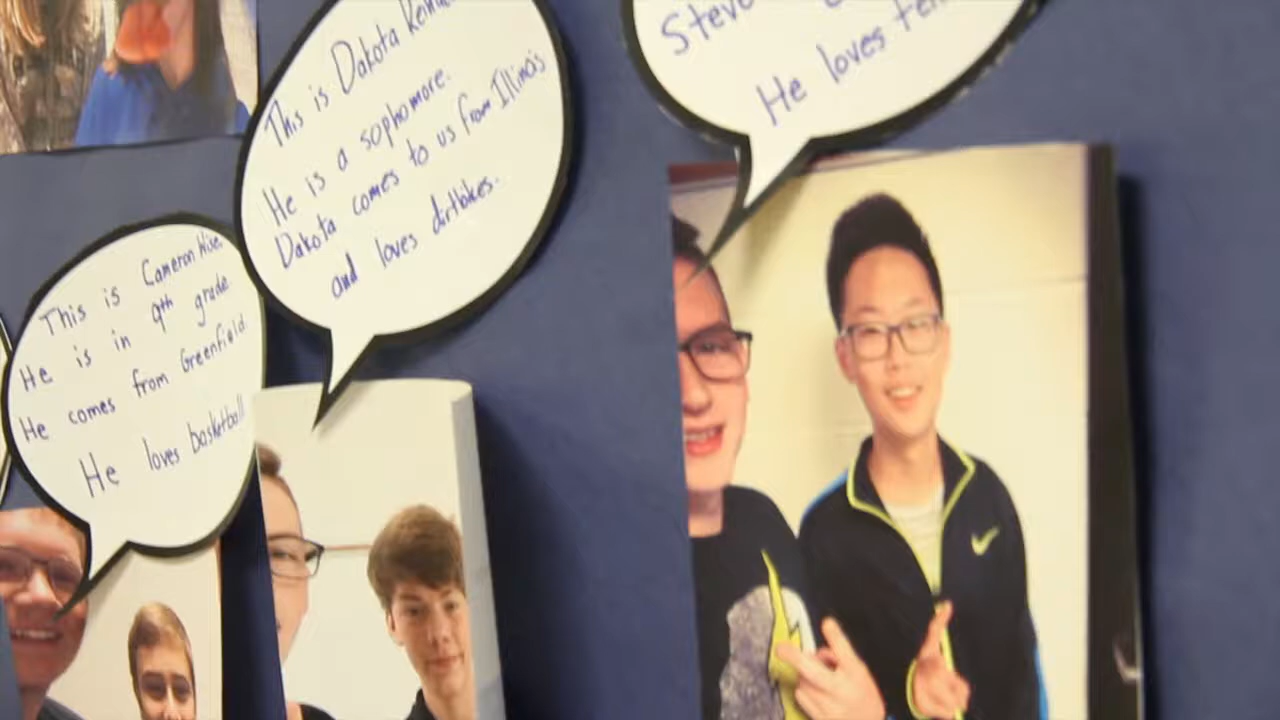 This is Cameron Wise.
He is in 9th grade
He comes from Greenfield.
He loves basketball
This is Dakota
He is a sophomore.
Dakota comes to us from Illinois
and loves dirtbikes.
He loves